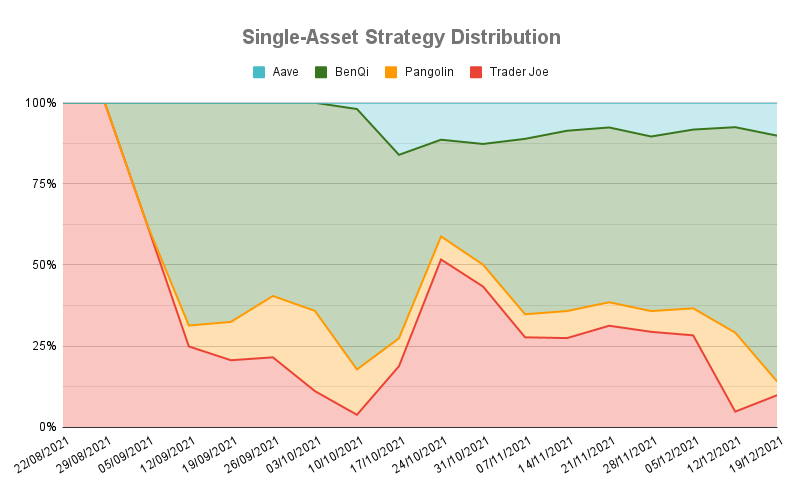 Single-Asset Strategy Distribution
Aave BenQi Pangolin Trader Joe
100%
75%
50%
25%
0%
22/08/2021 29/08/2021 05/09/2021 12/09/2021 19/09/2021 26/09/2021 03/10/2021 10/10/2021 17/10/2021 24/10/2021 31/10/2021 07/11/2021 14/11/2021 21/11/2021 28/11/2021 05/12/2021 12/12/2021 19/12/2021